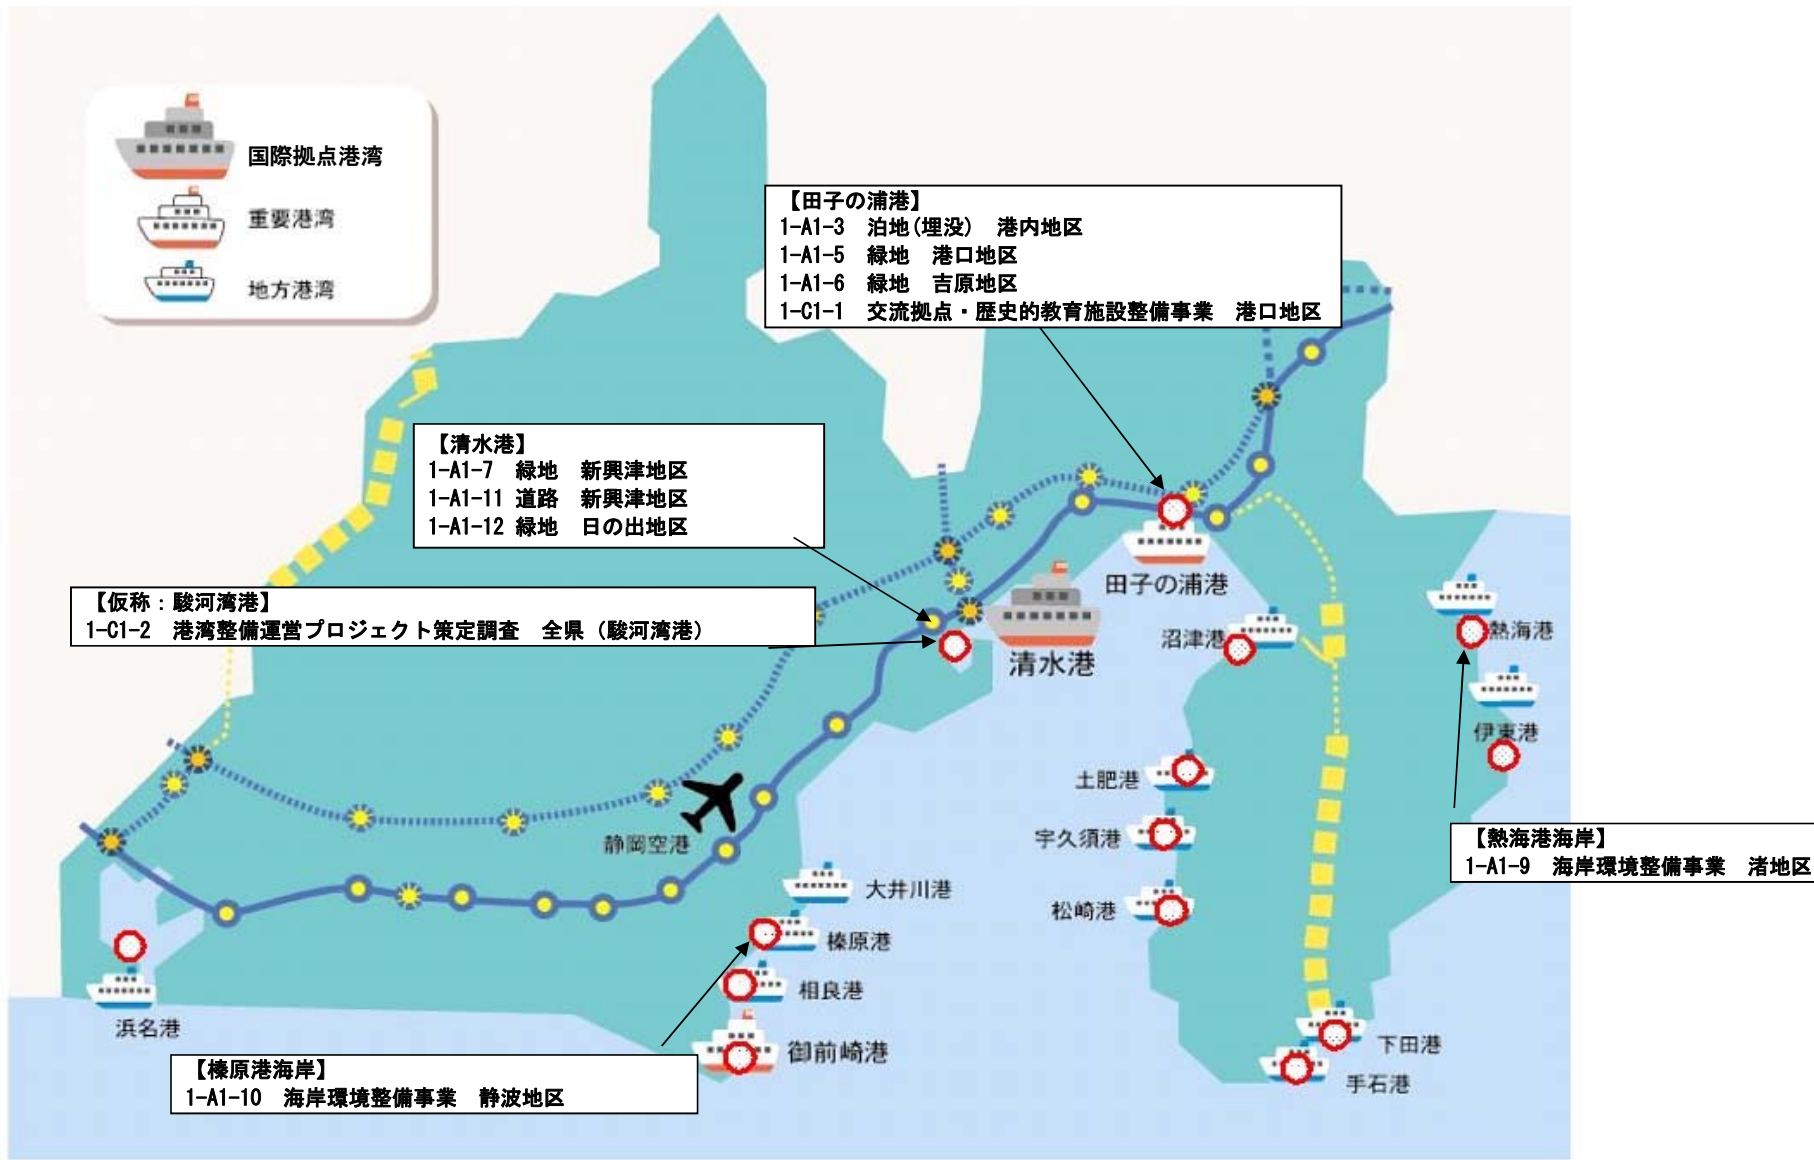 国際拠点港湾
重要港湾
地方港湾
【田子の浦港】
1-A1-3　泊地(埋没)　港内地区
1-A1-5　緑地　港口地区
1-A1-6　緑地　吉原地区
1-C1-1　交流拠点・歴史的教育施設整備事業　港口地区
【清水港】
1-A1-7　緑地　新興津地区
1-A1-11 道路　新興津地区
1-A1-12 緑地　日の出地区
【仮称：駿河湾港】
1-C1-2　港湾整備運営プロジェクト策定調査　全県（駿河湾港）
田子の浦港
清水港
沼津港
熱海港
伊東港
土肥港
宇久須港
松崎港
静岡空港
大井川港
榛原港
相良港
御前崎港
浜名港
下田港
手石港
【熱海港海岸】
1-A1-9　海岸環境整備事業　渚地区
【榛原港海岸】
1-A1-10　海岸環境整備事業　静波地区